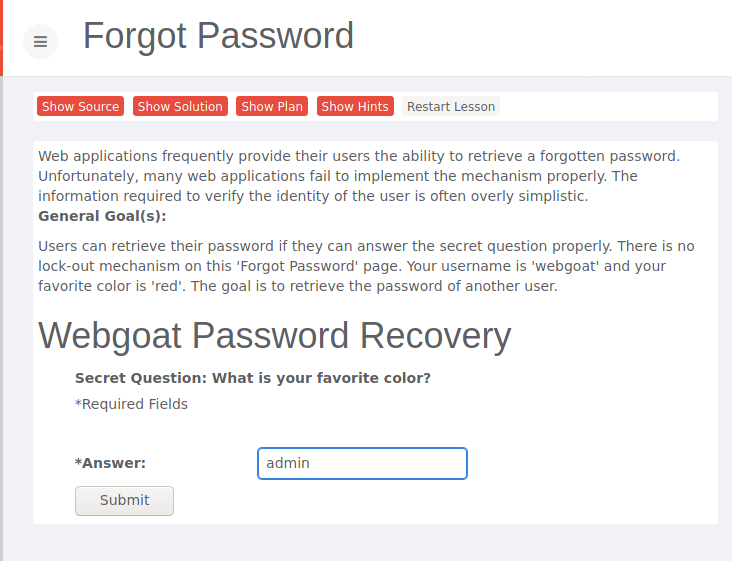 Forgot Password
Show Source Show Solution Show Plan Show Hints Restart Lesson
Web applications frequently provide their users the ability to retrieve a forgotten password.
Unfortunately, many web applications fail to implement the mechanism properly. The
information required to verify the identity of the user is often overly simplistic.
General Goal(s):
Users can retrieve their password if they can answer the secret question properly. There is no
lock-out mechanism on this 'Forgot Password' page. Your username is 'webgoat' and your
favorite color is 'red'. The goal is to retrieve the password of another user.
Webgoat Password Recovery
Secret Question: What is your favorite color?
*Required Fields
*Answer: admin
Submit